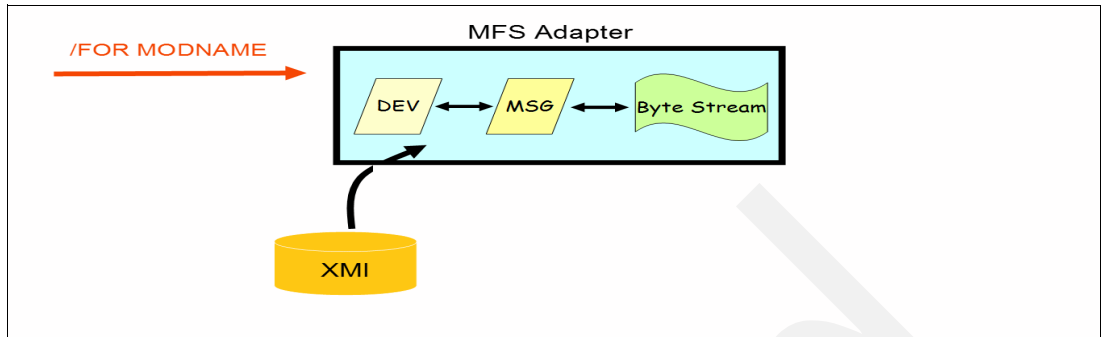 MFS Adapter
/FOR MODNAME
DEV
MSG
Byte Stream
XMI